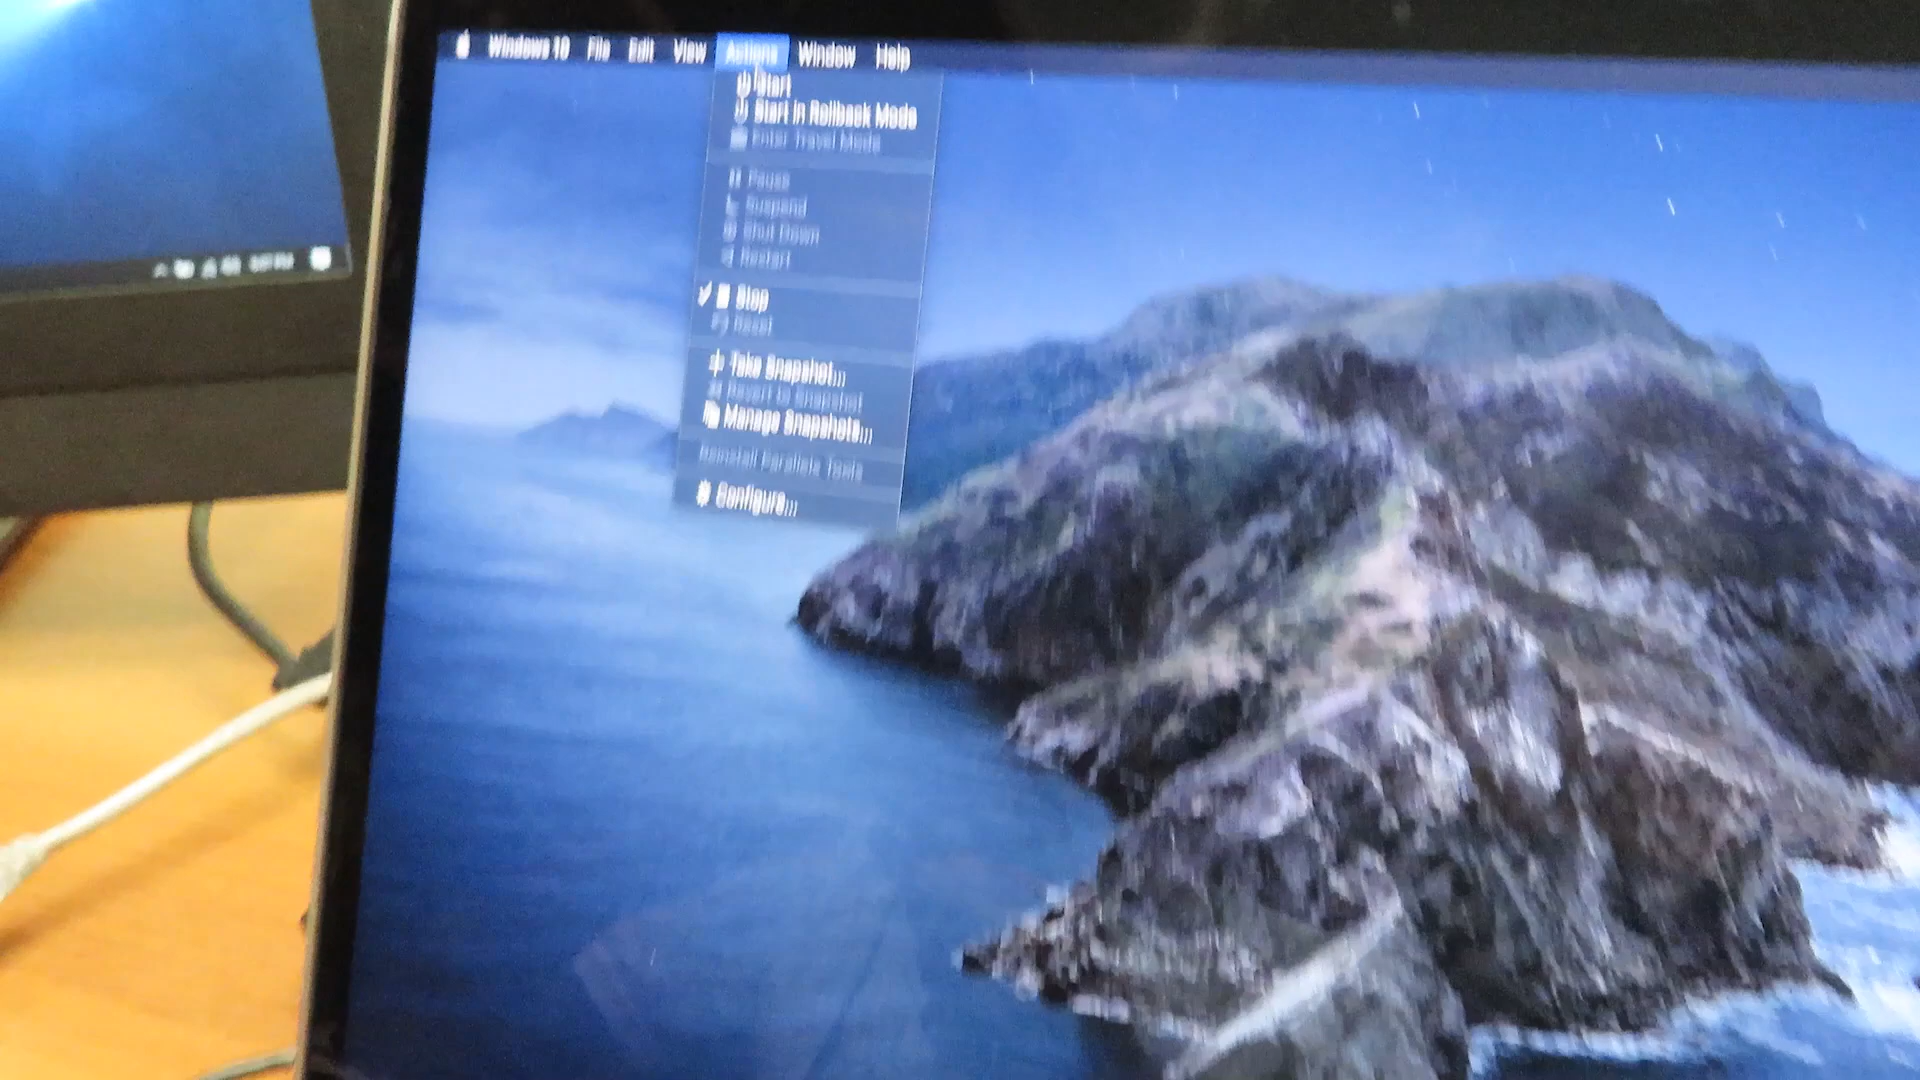 Windows 10 File Edit View Actions Window Help
Start
Start in Rollback Mode
Enter Travel Mode
Pause
Suspend
Shut Down
Restart
Stop
Reset
Take Snapshot...
Revert to Snapshot
Manage Snapshots...
Reinstall Parallels Tools
Configure...